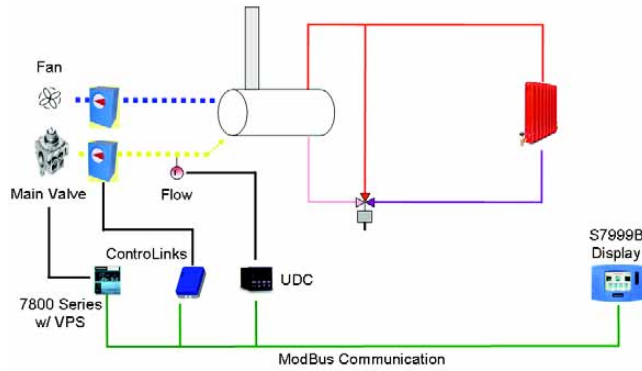 Fan
Main Valve
Flow
ControLinks
S7999B
Display
UDC
7800 Series
w/ VPS
ModBus Communication